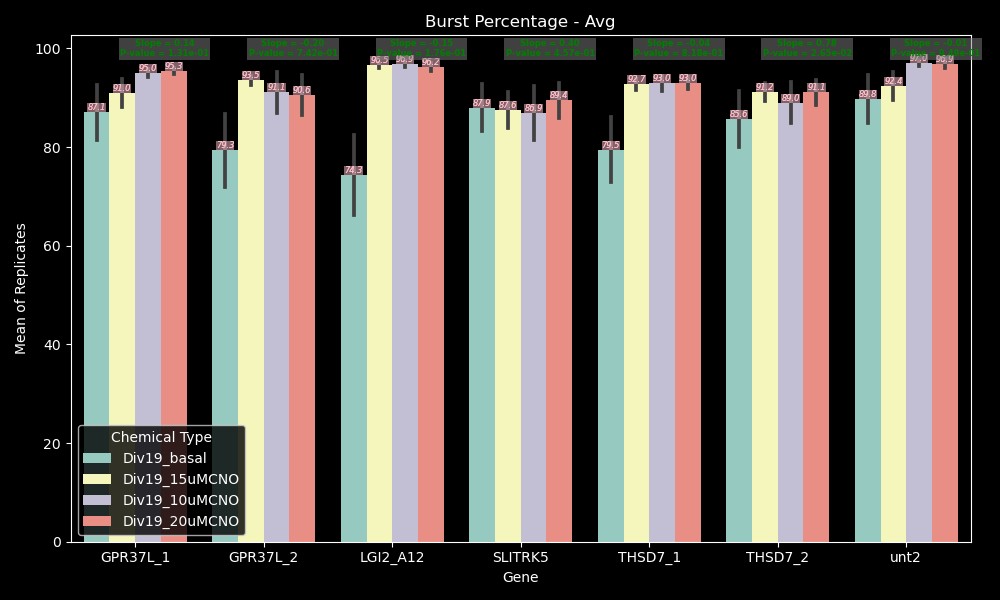 Burst Percentage - Avg
Mean of Replicates
100
80
60
40
20
0
87.1
91.0
95.0
95.3
79.3
93.5
91.1
90.6
74.3
96.5
96.9
96.2
87.9
87.6
86.9
89.4
79.5
92.7
93.0
93.0
85.6
91.2
89.0
91.1
89.8
92.4
96.9
Chemical Type
Div19_basal
Div19_15uMCNO
Div19_10uMCNO
Div19_20uMCNO
GPR37L_1
GPR37L_2
LGI2_A12
SLITRK5
THSD7_1
THSD7_2
unt2
Gene